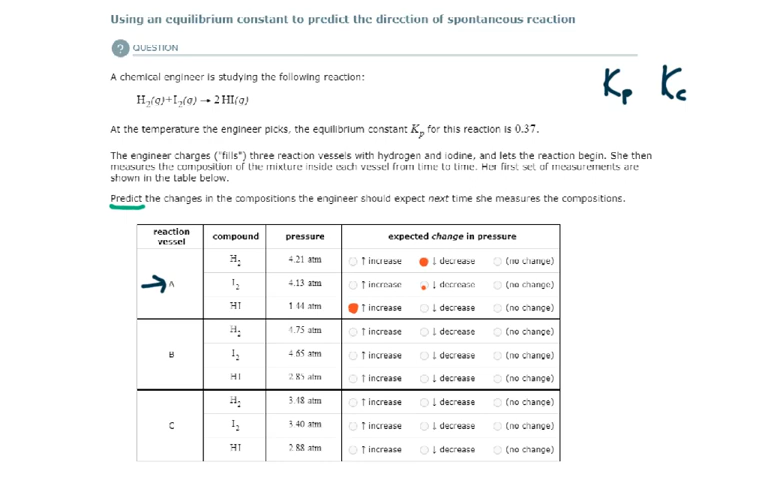 Using an equilibrium constant to predict the direction of spontaneous reaction
? QUESTION
Kp Kc
A chemical engineer is studying the following reaction:
H2(g)+I2(g) → 2 HI(g)
At the temperature the engineer picks, the equilibrium constant Kp for this reaction is 0.37.
The engineer charges ("fills") three reaction vessels with hydrogen and iodine, and lets the reaction begin. She then
measures the composition of the mixture inside each vessel from time to time. Her first set of measurements are
shown in the table below.
Predict the changes in the compositions the engineer should expect next time she measures the compositions.
reaction vessel compound pressure expected change in pressure
H2 4.21 atm ↑ increase ↓ decrease (no change)
A I2 4.13 atm ↑ increase ↓ decrease (no change)
HI 1.44 atm ↑ increase ↓ decrease (no change)
H2 4.75 atm ↑ increase ↓ decrease (no change)
B I2 4.65 atm ↑ increase ↓ decrease (no change)
HI 2.85 atm ↑ increase ↓ decrease (no change)
H2 3.48 atm ↑ increase ↓ decrease (no change)
C I2 3.40 atm ↑ increase ↓ decrease (no change)
HI 2.88 atm ↑ increase ↓ decrease (no change)